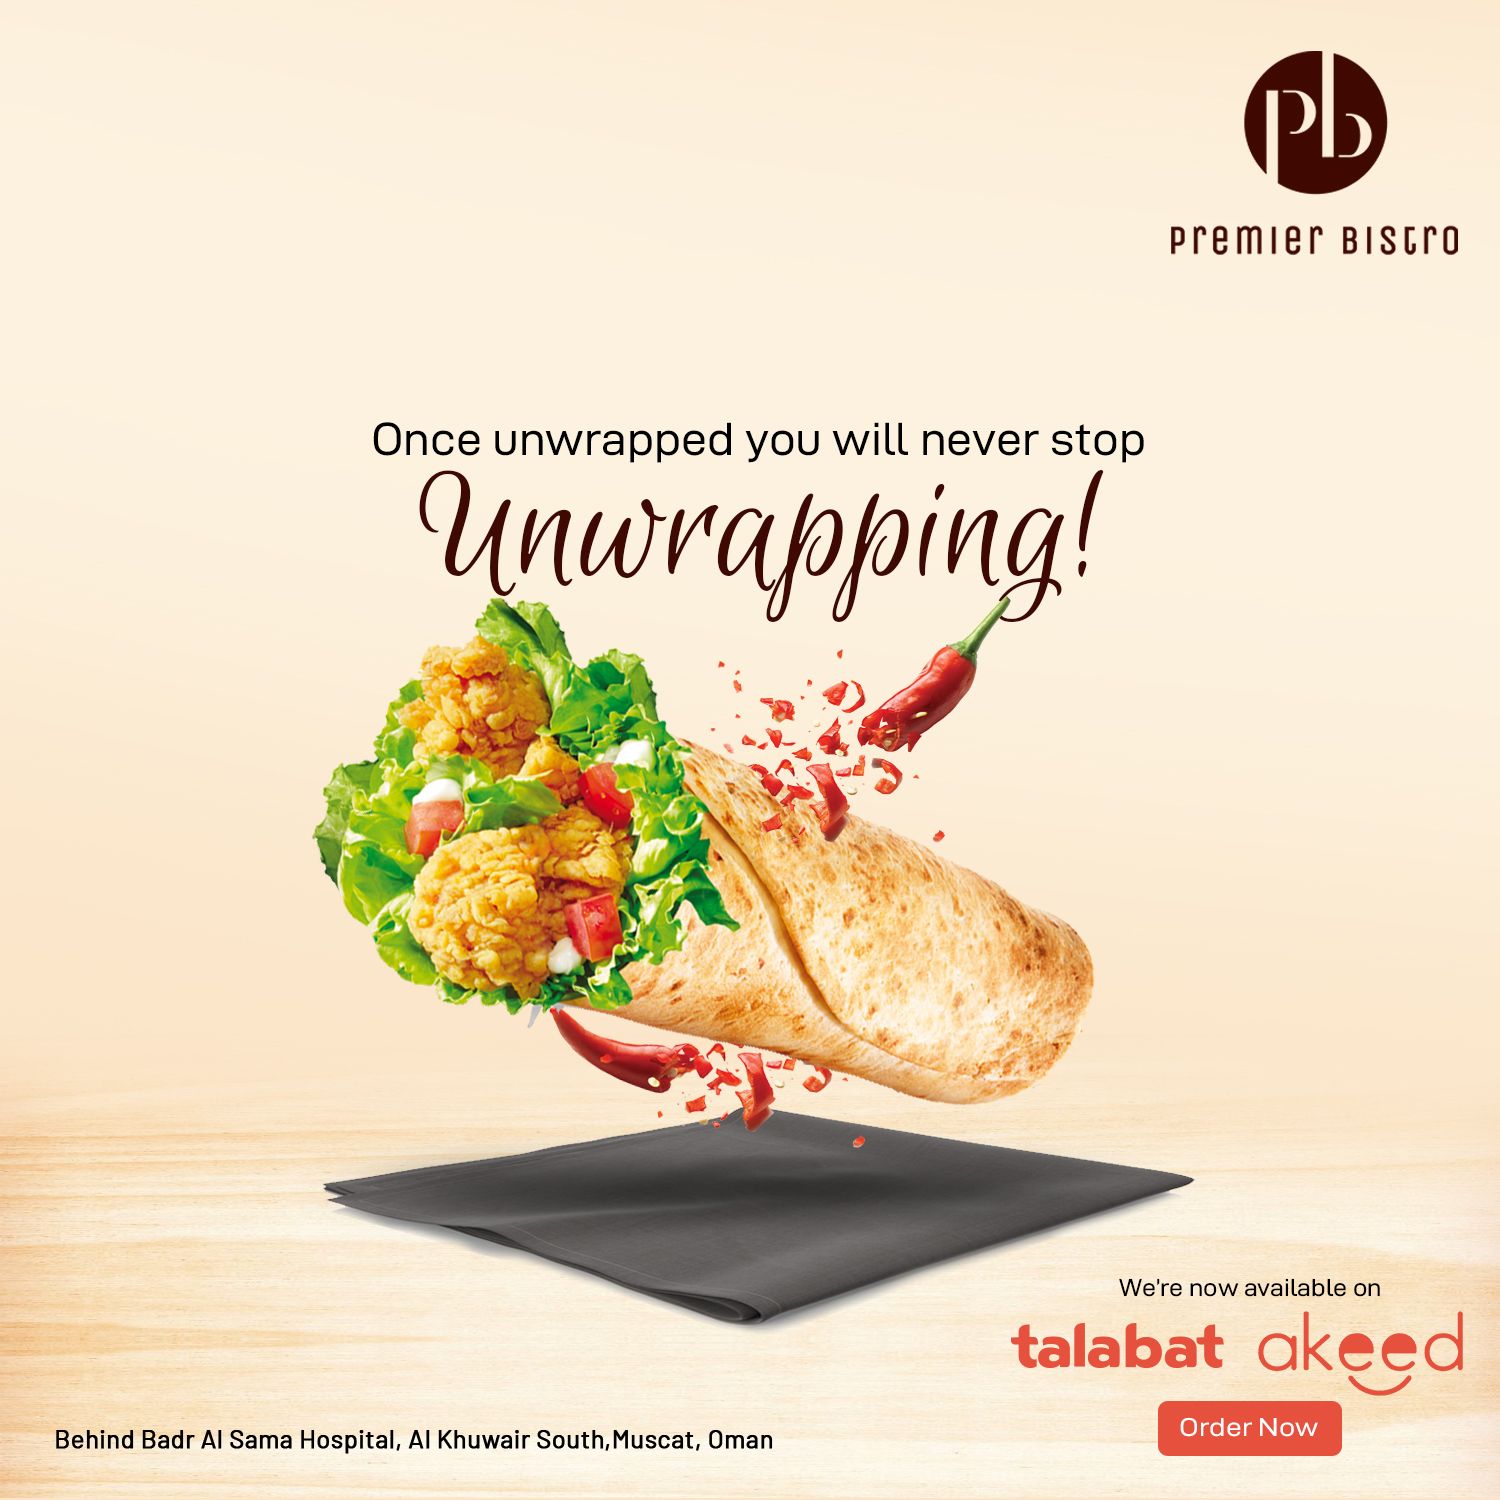 pb
PREMIER BISTRO
Once unwrapped you will never stop
Unwrapping!
We're now available on
talabat akeed
Order Now
Behind Badr Al Sama Hospital, Al Khuwair South,Muscat, Oman